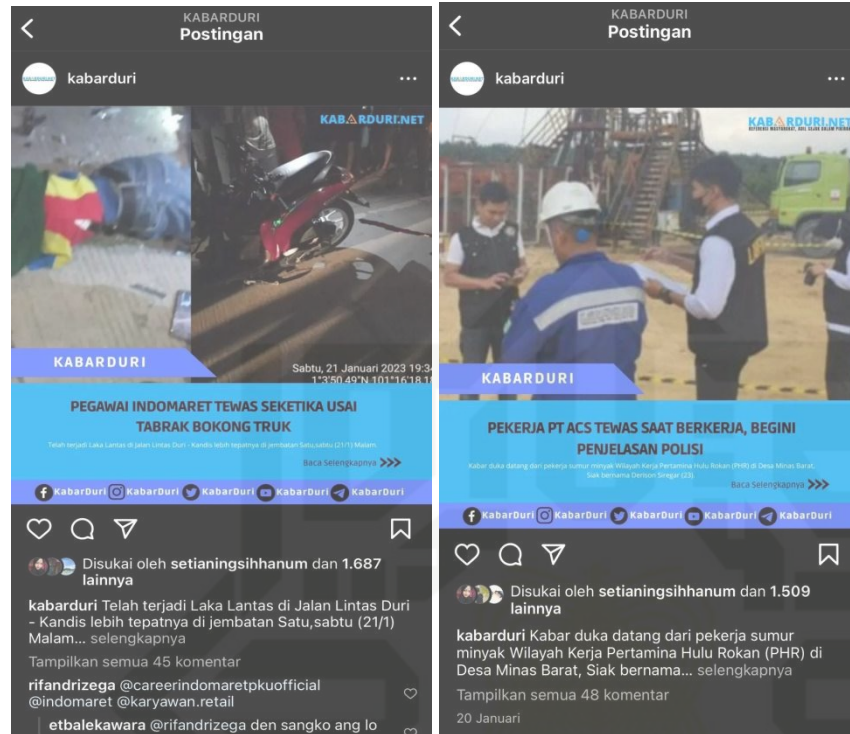 KABARDURI
Postingan
kabarduri
KABARDURI.NET
KABARDURI
Sabtu, 21 Januari 2023 19:34
1°3'50.49"N 101°16'18.18
PEGAWAI INDOMARET TEWAS SEKETIKA USAI
TABRAK BOKONG TRUK
Telah terjadi Laka Lantas di Jalan Lintas Duri - Kandis lebih tepatnya di jembatan Satu,sabtu (21/1) Malam.
Baca Selengkapnya >>>
KabarDuri KabarDuri KabarDuri KabarDuri KabarDuri
Disukai oleh setianingsihhanum dan 1.687
lainnya
kabarduri Telah terjadi Laka Lantas di Jalan Lintas Duri
- Kandis lebih tepatnya di jembatan Satu,sabtu (21/1)
Malam... selengkapnya
Tampilkan semua 45 komentar
rifandrizega @careerindomaretpkuofficial
@indomaret @karyawan.retail
etbalekawara @rifandrizega den sangko ang lo
KABARDURI
Postingan
kabarduri
KABARDURI.NET
KABARDURI
PEKERJA PT ACS TEWAS SAAT BERKERJA, BEGINI
PENJELASAN POLISI
Kabar duka datang dari pekerja sumur minyak Wilayah Kerja Pertamina Hulu Rokan (PHR) di Desa Minas Barat,
Siak bernama Derlson Siregar (23).
Baca Selengkapnya >>>
KabarDuri KabarDuri KabarDuri KabarDuri KabarDuri
Disukai oleh setianingsihhanum dan 1.509
lainnya
kabarduri Kabar duka datang dari pekerja sumur
minyak Wilayah Kerja Pertamina Hulu Rokan (PHR) di
Desa Minas Barat, Siak bernama... selengkapnya
Tampilkan semua 48 komentar
20 Januari